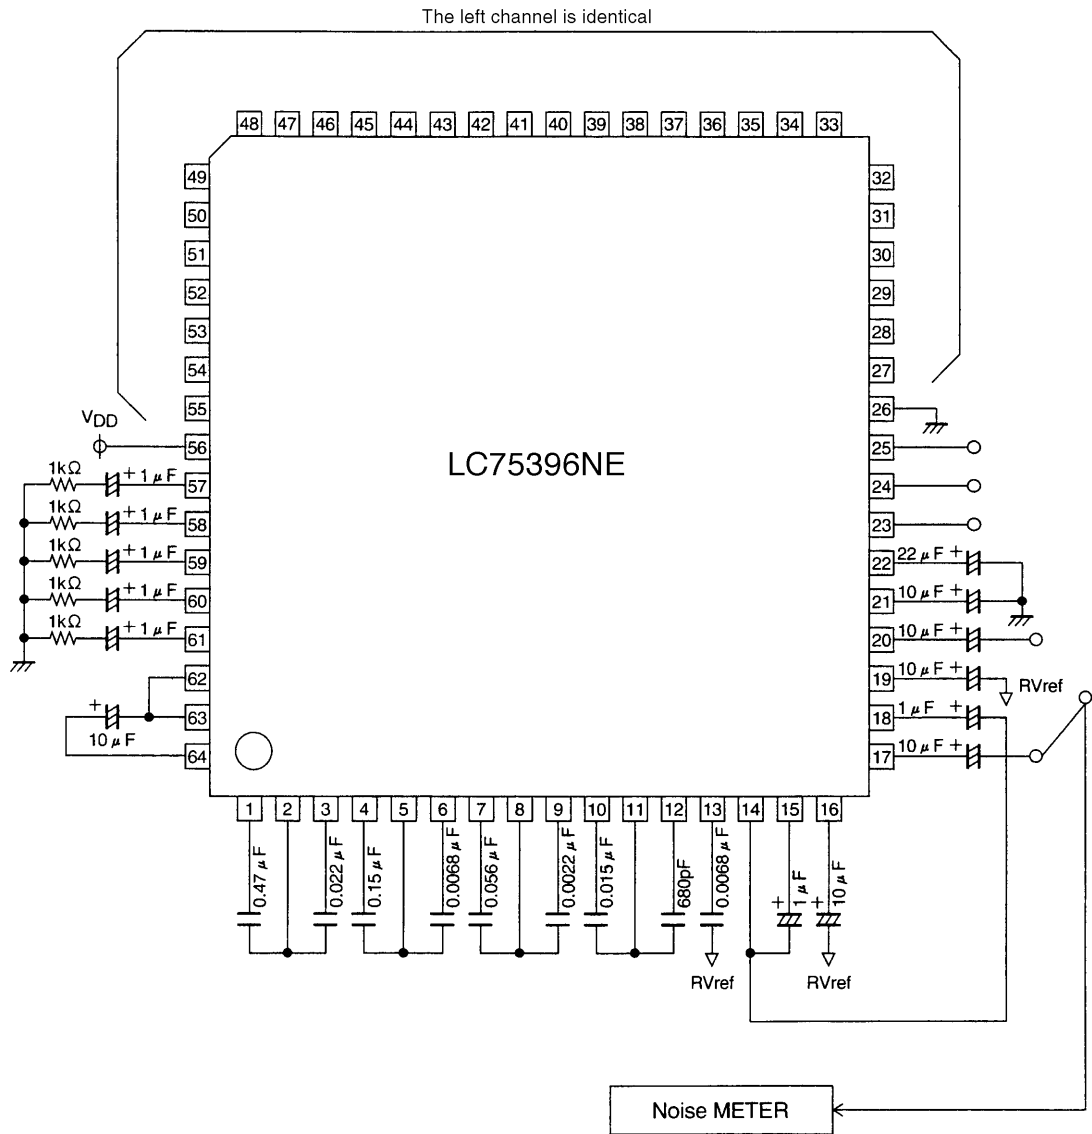 The left channel is identical
48 47 46 45 44 43 42 41 40 39 38 37 36 35 34 33
49 32
50 31
51 30
52 29
53 28
54 27
55 26
VDD 56 25
1kΩ + 1 μF 57 24
1kΩ + 1 μF 58 23
1kΩ + 1 μF 59 22 22 μF +
1kΩ + 1 μF 60 21 10 μF +
1kΩ + 1 μF 61 20 10 μF +
62 19 10 μF + RVref
+ 10 μF 63 18 1 μF +
64 17 10 μF +
LC75396NE
1 2 3 4 5 6 7 8 9 10 11 12 13 14 15 16
0.47 μF
0.022 μF
0.15 μF
0.0068 μF
0.056 μF
0.0022 μF
0.015 μF
680pF
0.0068 μF
+ 1 μF
+ 10 μF
RVref
RVref
Noise METER